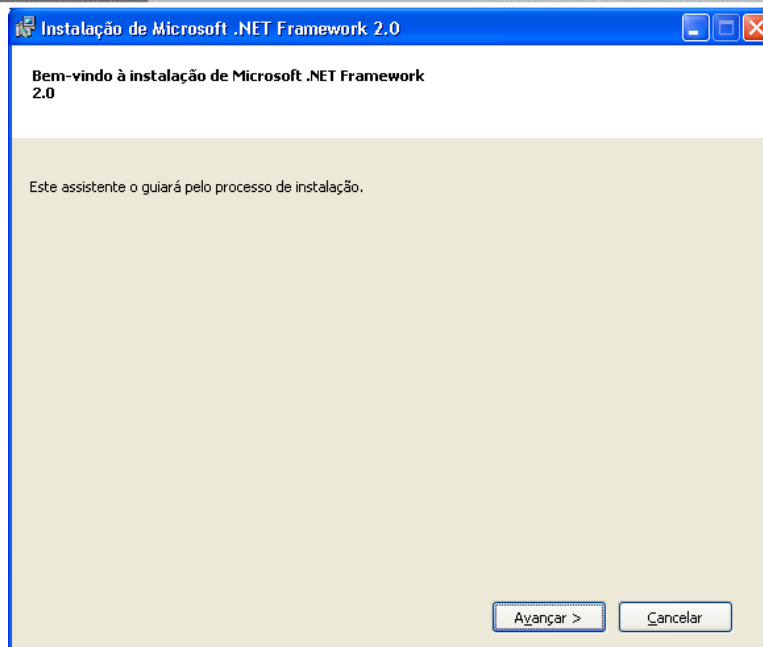 Instalação de Microsoft .NET Framework 2.0
Bem-vindo à instalação de Microsoft .NET Framework
2.0
Este assistente o guiará pelo processo de instalação.
Avançar >
Cancelar